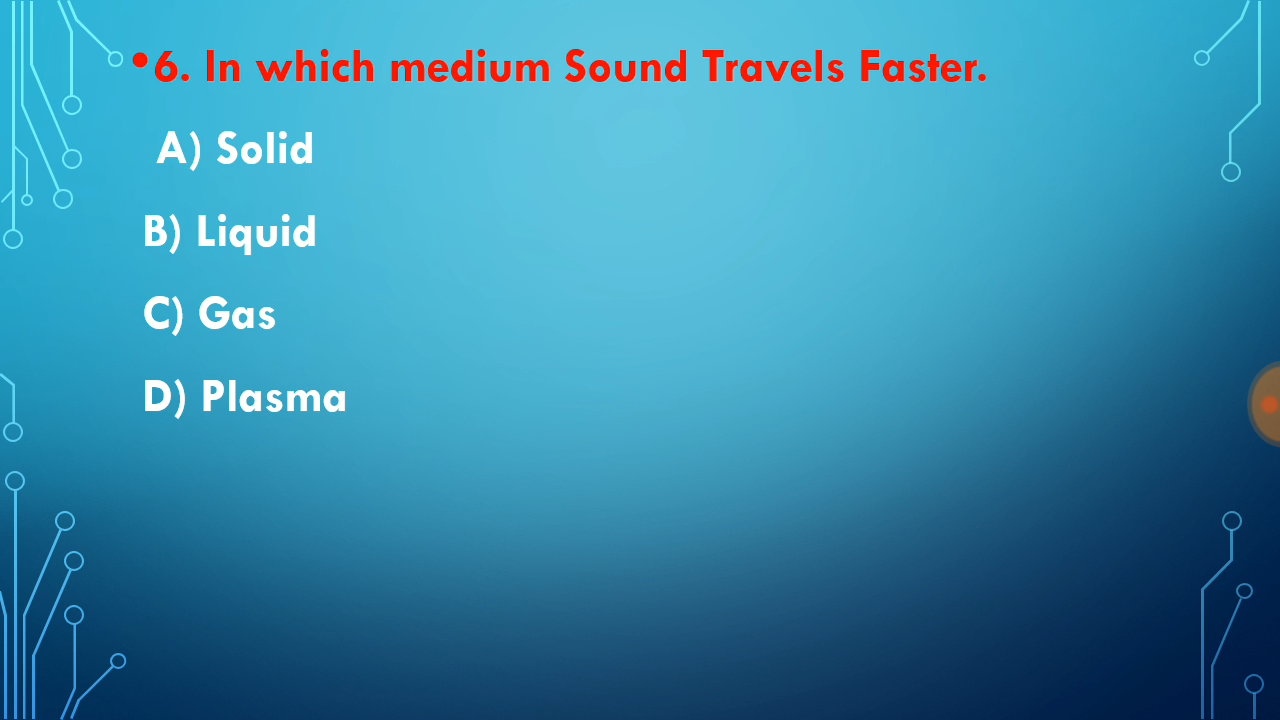 •6. In which medium Sound Travels Faster.
A) Solid
B) Liquid
C) Gas
D) Plasma